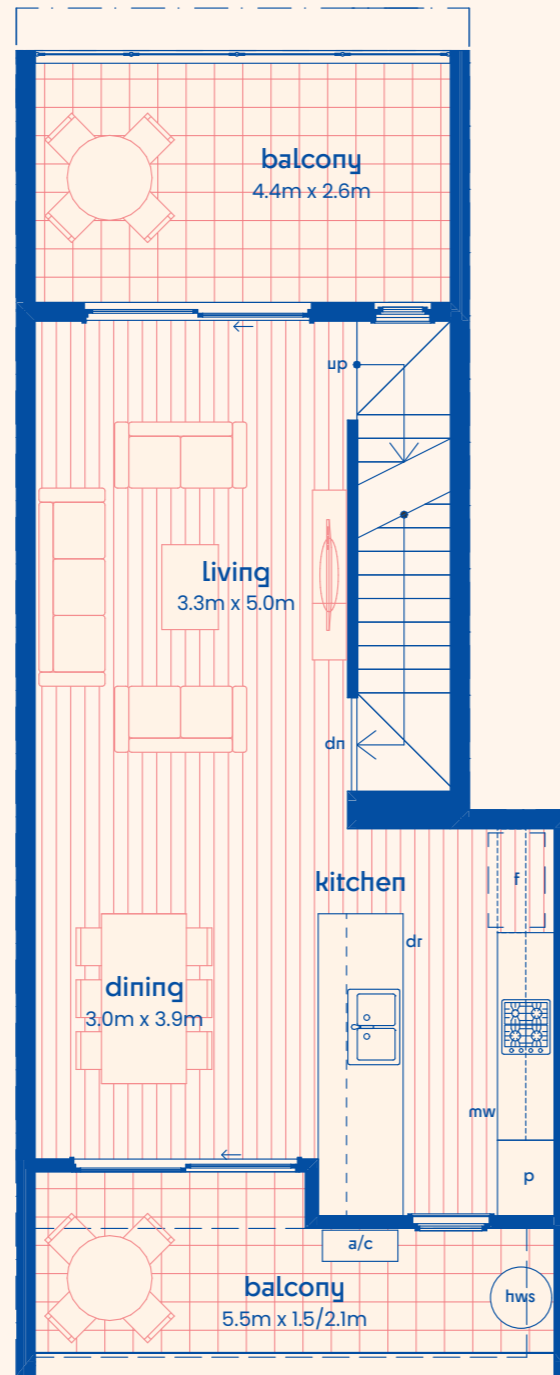 balcony
4.4m x 2.6m
up
living
3.3m x 5.0m
dn
kitchen
f
dr
dining
3.0m x 3.9m
mw
p
a/c
balcony
5.5m x 1.5/2.1m
hws